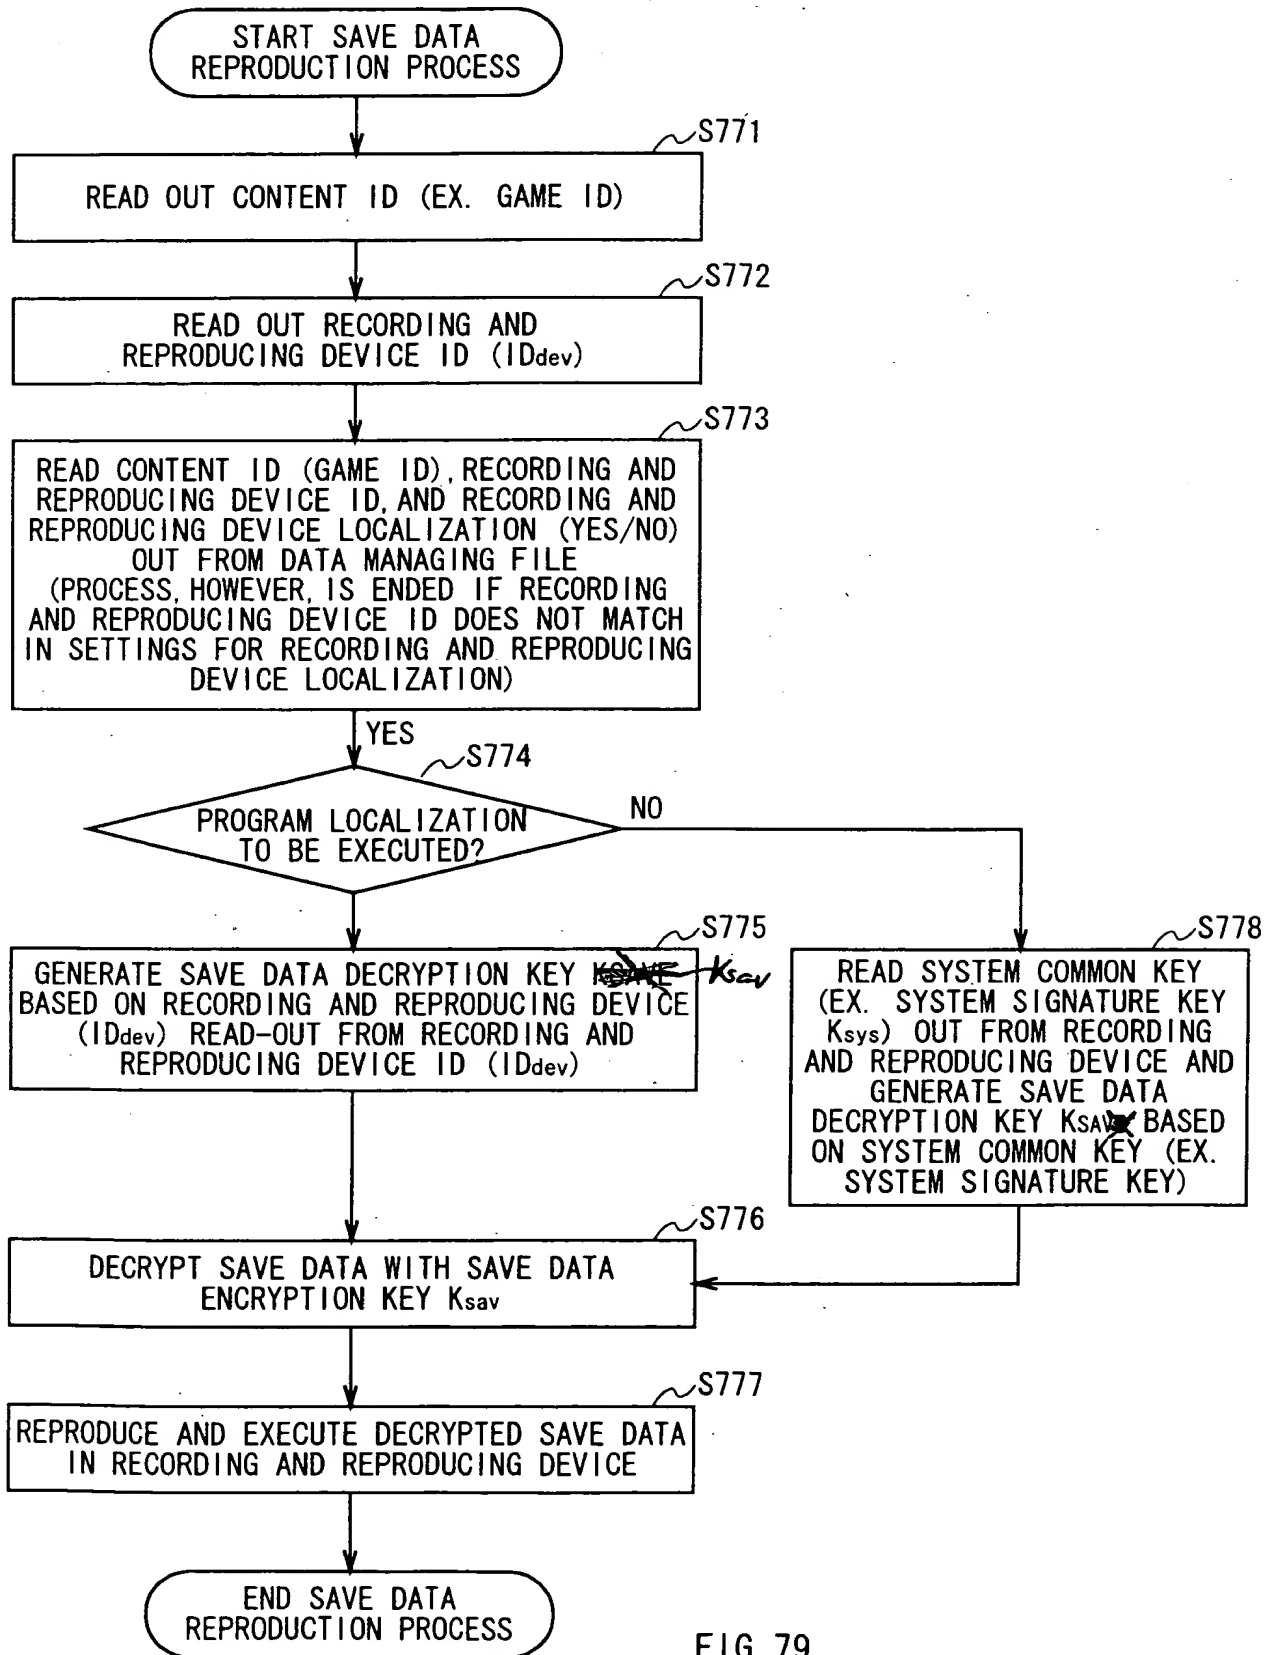 START SAVE DATA
REPRODUCTION PROCESS
S771
READ OUT CONTENT ID (EX. GAME ID)
S772
READ OUT RECORDING AND
REPRODUCING DEVICE ID (IDdev)
S773
READ CONTENT ID (GAME ID), RECORDING AND
REPRODUCING DEVICE ID, AND RECORDING AND
REPRODUCING DEVICE LOCALIZATION (YES/NO)
OUT FROM DATA MANAGING FILE
(PROCESS, HOWEVER, IS ENDED IF RECORDING
AND REPRODUCING DEVICE ID DOES NOT MATCH
IN SETTINGS FOR RECORDING AND REPRODUCING
DEVICE LOCALIZATION)
YES
S774
PROGRAM LOCALIZATION
TO BE EXECUTED?
NO
S775
GENERATE SAVE DATA DECRYPTION KEY Ksav
BASED ON RECORDING AND REPRODUCING DEVICE
(IDdev) READ-OUT FROM RECORDING AND
REPRODUCING DEVICE ID (IDdev)
S778
READ SYSTEM COMMON KEY
(EX. SYSTEM SIGNATURE KEY
Ksys) OUT FROM RECORDING
AND REPRODUCING DEVICE AND
GENERATE SAVE DATA
DECRYPTION KEY KSAV BASED
ON SYSTEM COMMON KEY (EX.
SYSTEM SIGNATURE KEY)
S776
DECRYPT SAVE DATA WITH SAVE DATA
ENCRYPTION KEY Ksav
S777
REPRODUCE AND EXECUTE DECRYPTED SAVE DATA
IN RECORDING AND REPRODUCING DEVICE
END SAVE DATA
REPRODUCTION PROCESS
FIG. 79